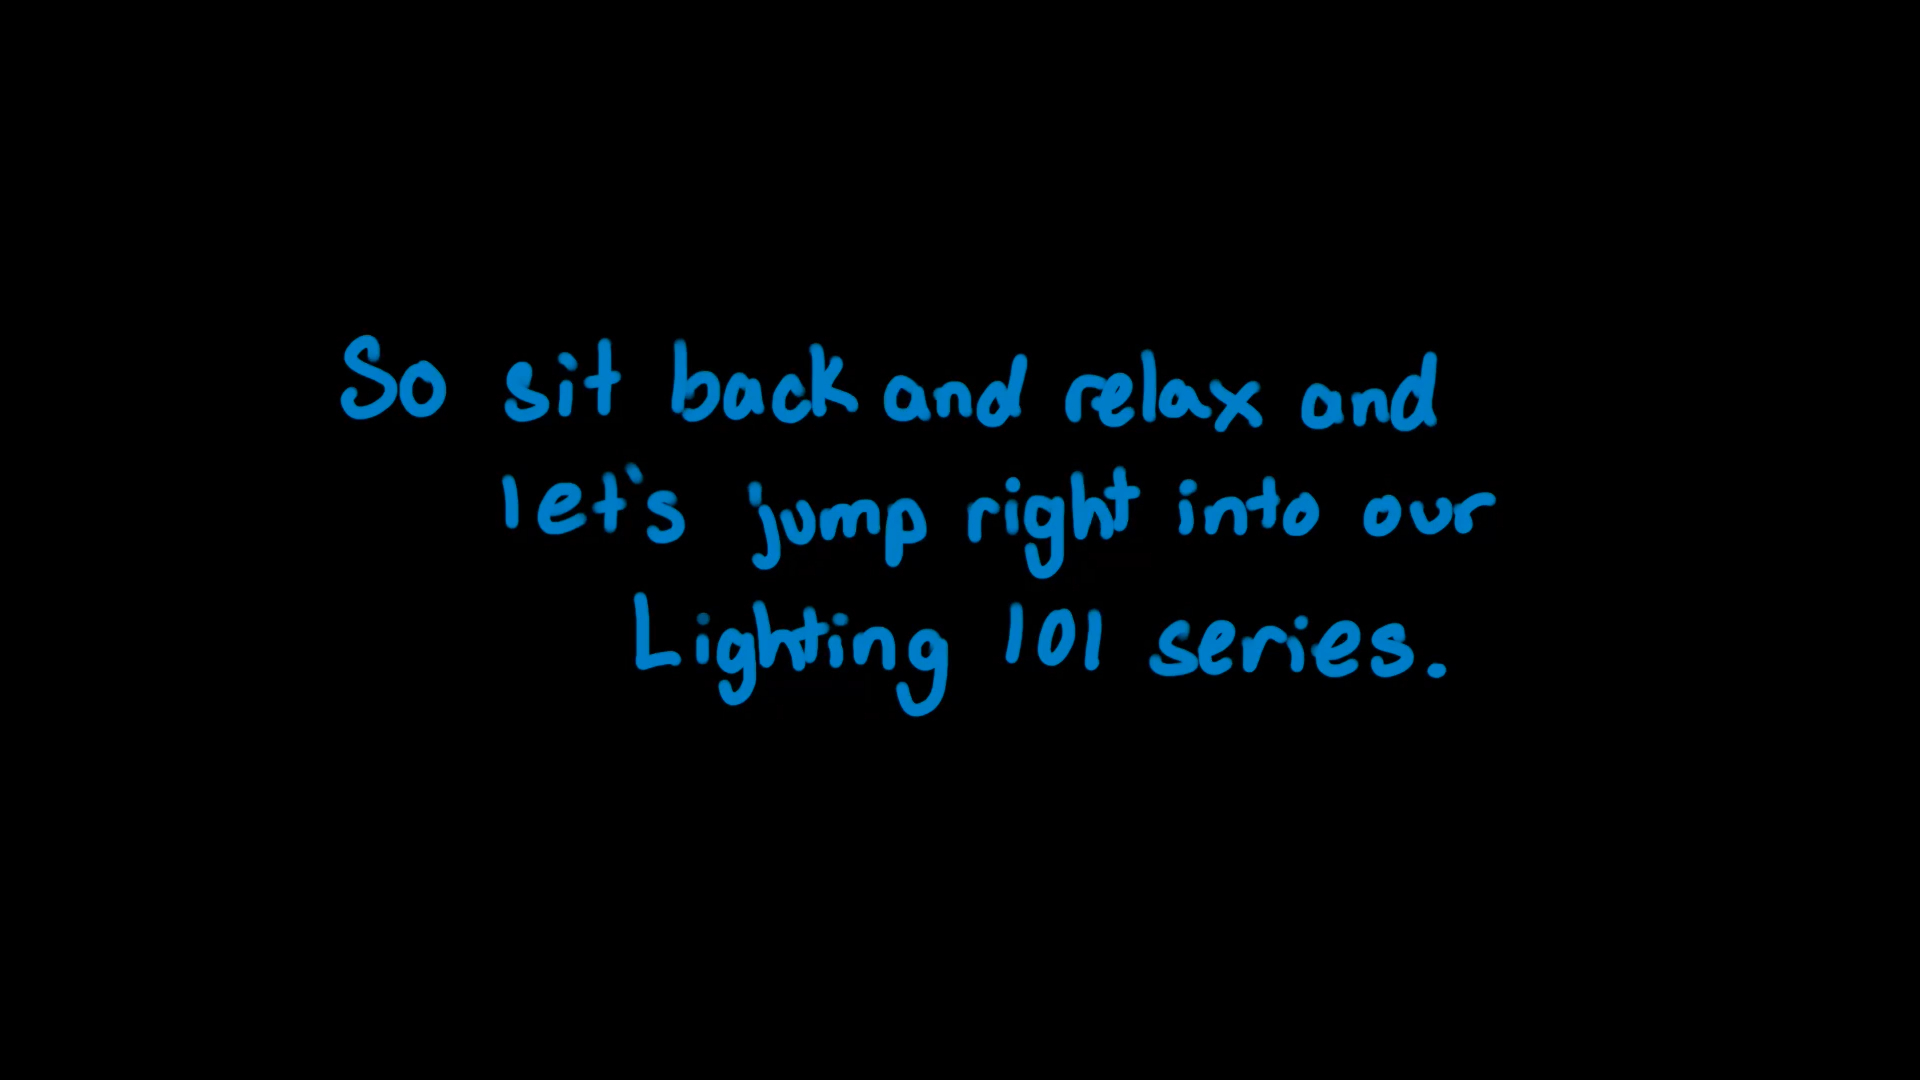 So sit back and relax and
let's jump right into our
Lighting 101 series.